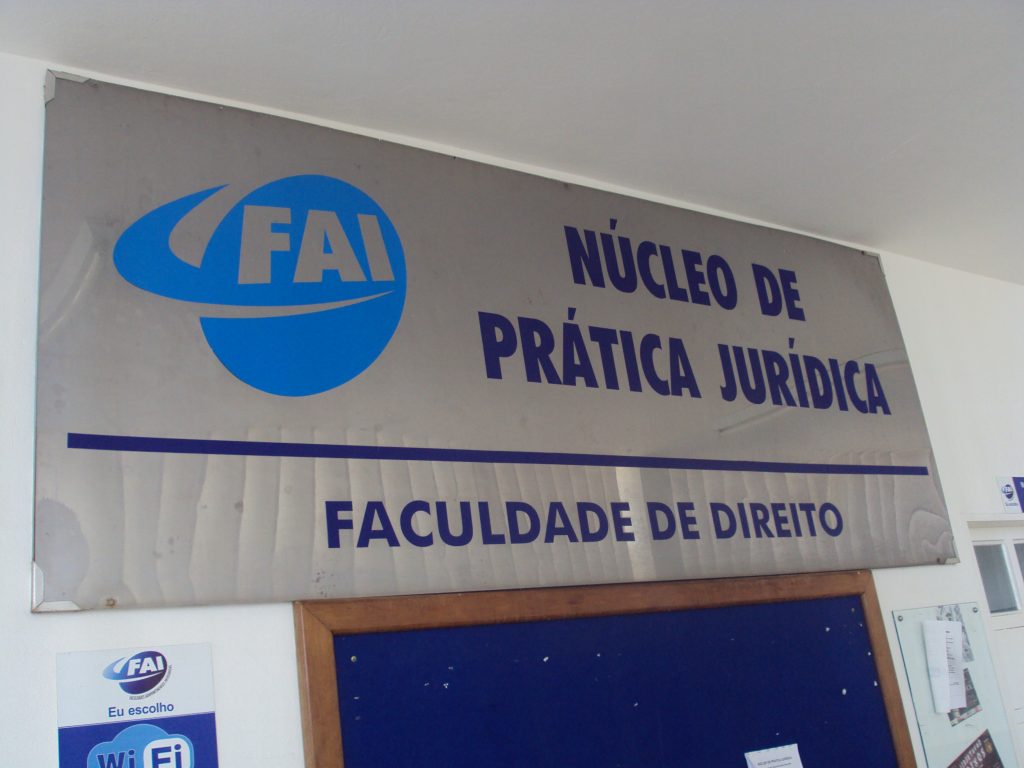 FAI
NÚCLEO DE
PRÁTICA JURÍDICA
FACULDADE DE DIREITO
FAI
Eu escolho
Wi Fi